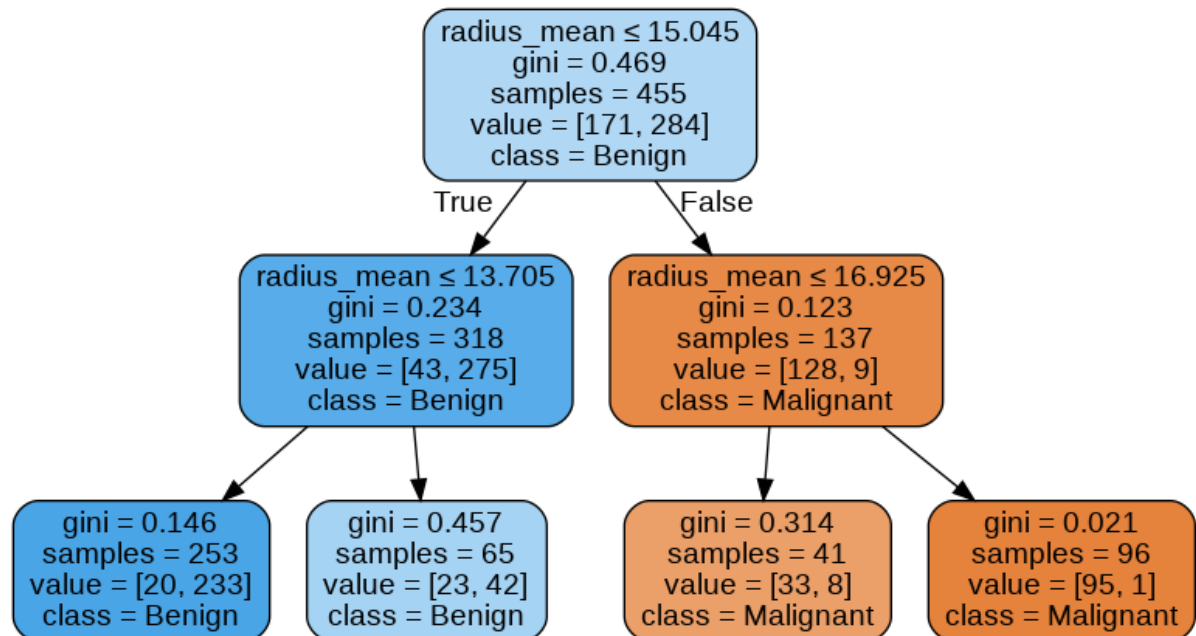 radius_mean ≤ 15.045
gini = 0.469
samples = 455
value = [171, 284]
class = Benign
True
False
radius_mean ≤ 13.705
gini = 0.234
samples = 318
value = [43, 275]
class = Benign
radius_mean ≤ 16.925
gini = 0.123
samples = 137
value = [128, 9]
class = Malignant
gini = 0.146
samples = 253
value = [20, 233]
class = Benign
gini = 0.457
samples = 65
value = [23, 42]
class = Benign
gini = 0.314
samples = 41
value = [33, 8]
class = Malignant
gini = 0.021
samples = 96
value = [95, 1]
class = Malignant